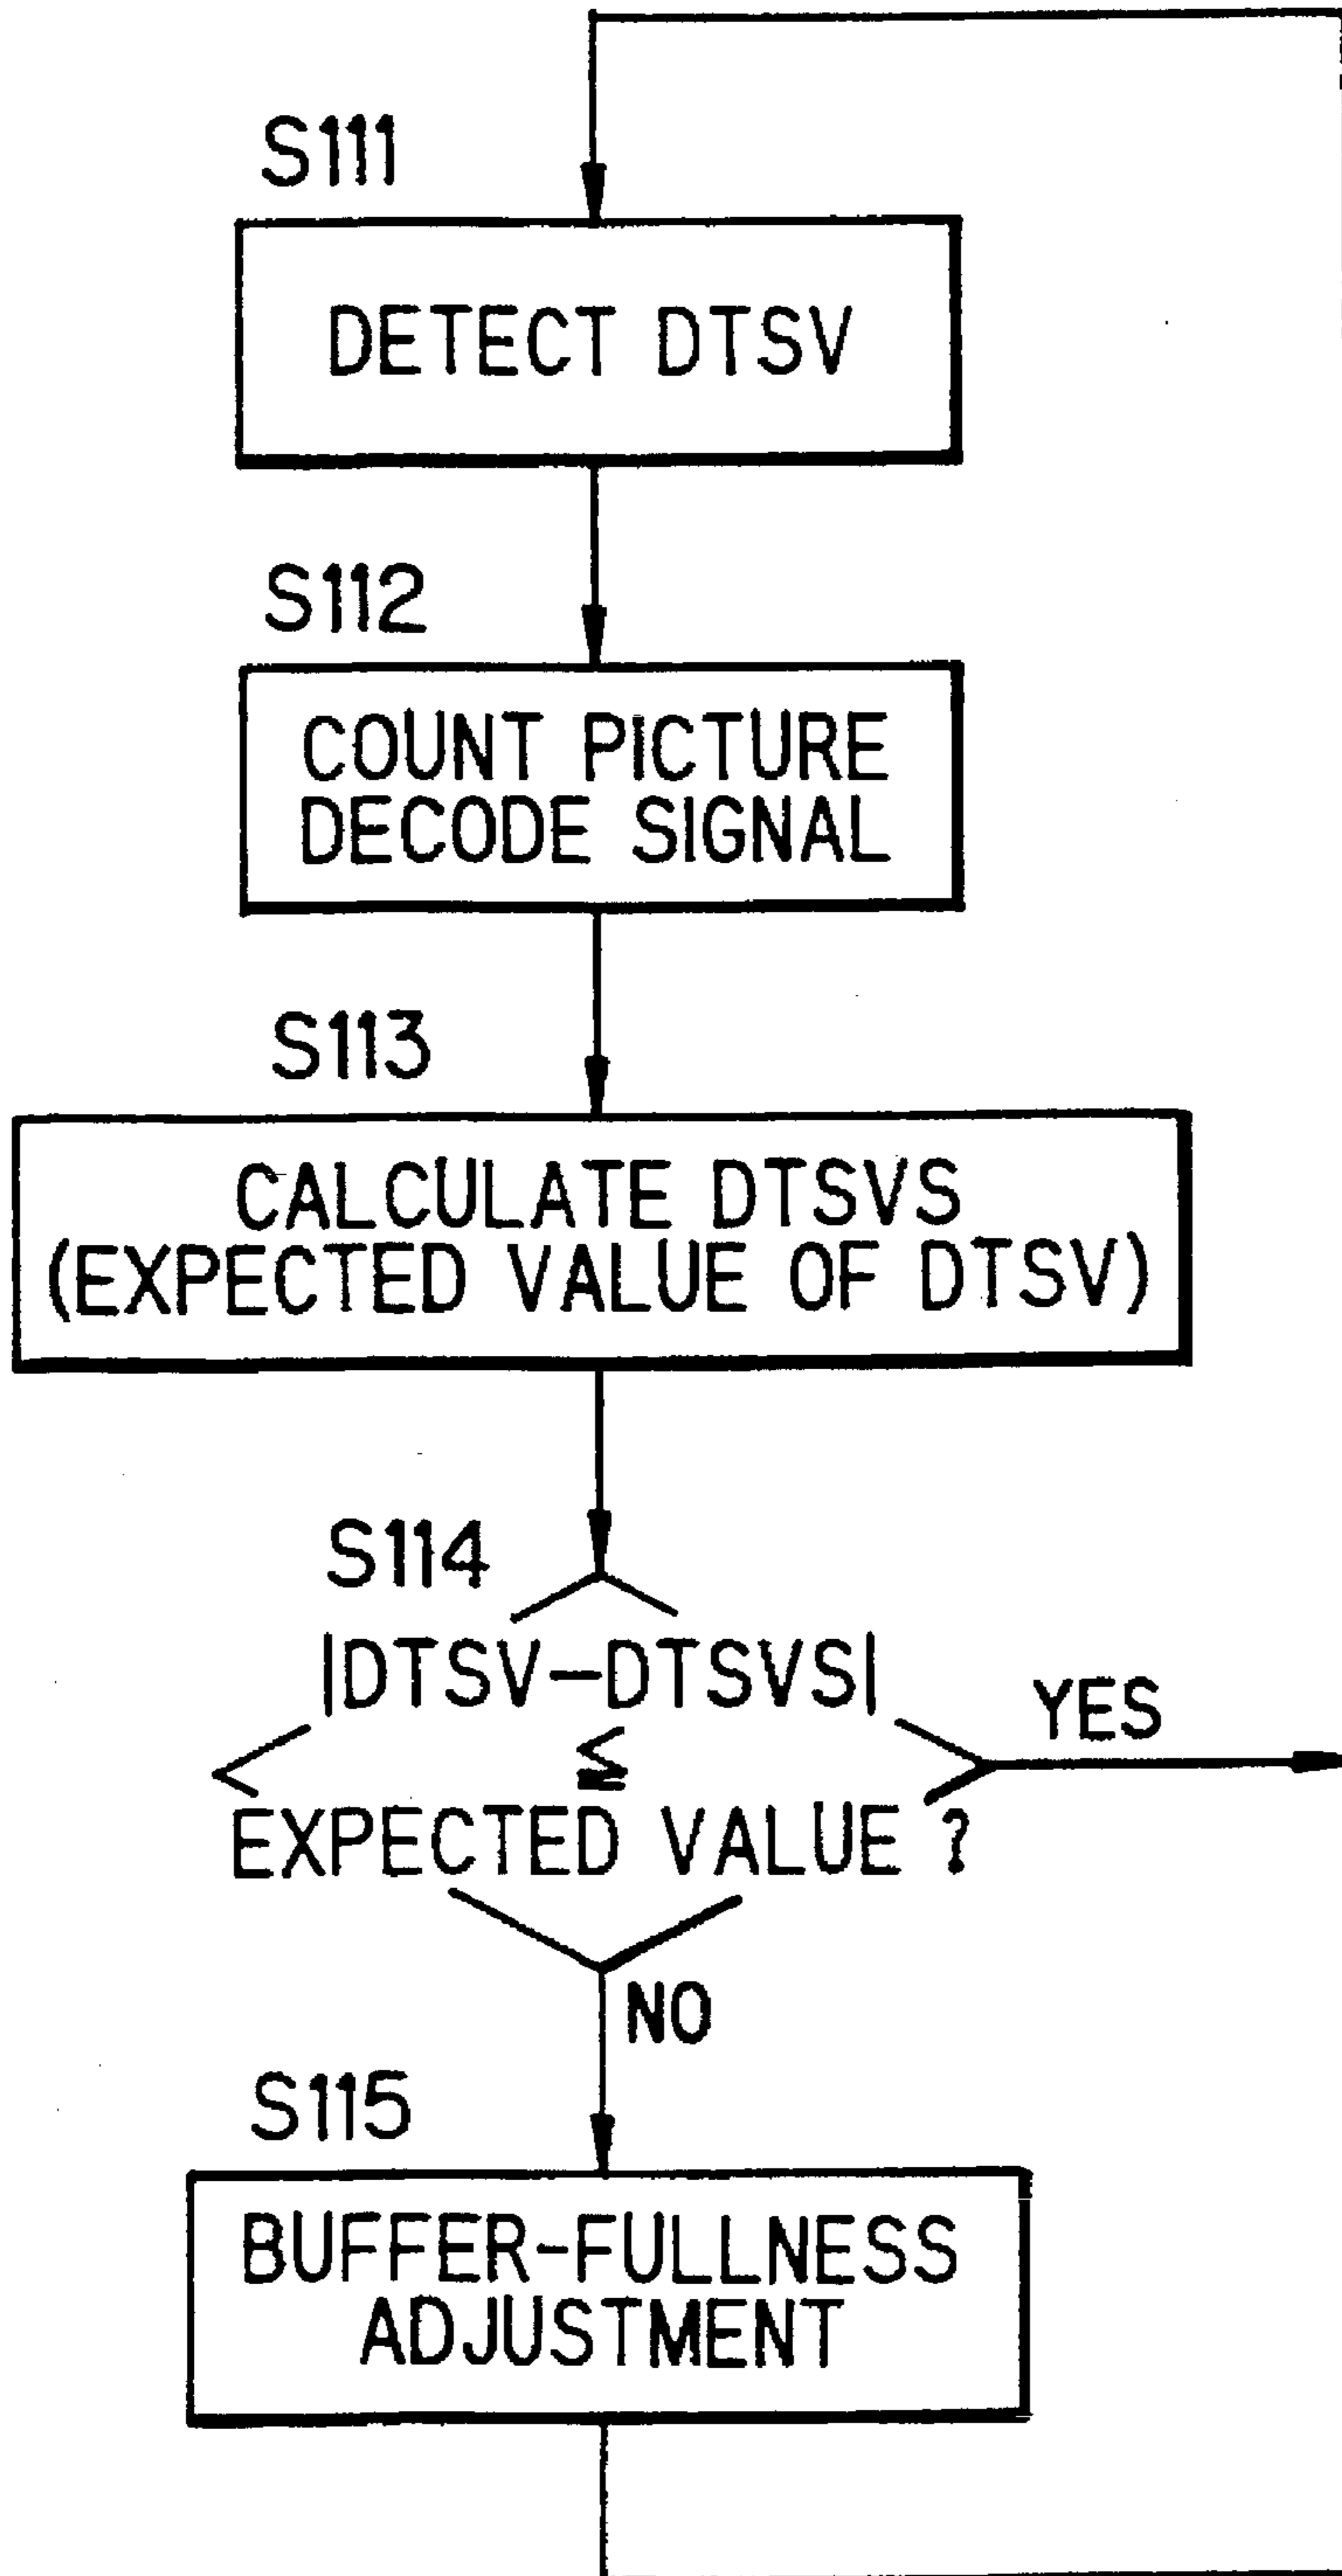 S111
DETECT DTSV
S112
COUNT PICTURE
DECODE SIGNAL
S113
CALCULATE DTSVS
(EXPECTED VALUE OF DTSV)
S114
|DTSV-DTSVS|
≦
EXPECTED VALUE ?
YES
NO
S115
BUFFER-FULLNESS
ADJUSTMENT